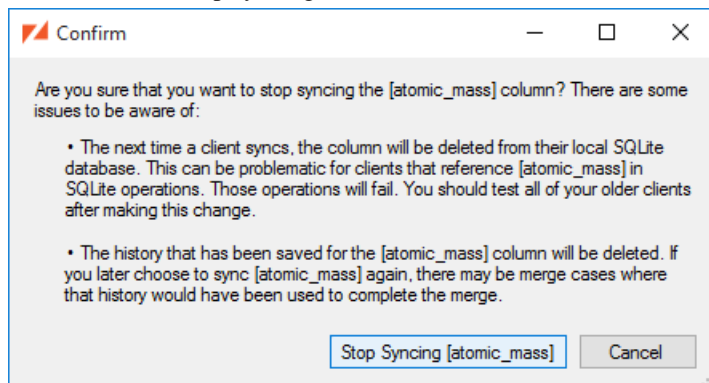 Confirm
Are you sure that you want to stop syncing the [atomic_mass] column? There are some
issues to be aware of:
• The next time a client syncs, the column will be deleted from their local SQLite
database. This can be problematic for clients that reference [atomic_mass] in
SQLite operations. Those operations will fail. You should test all of your older clients
after making this change.
• The history that has been saved for the [atomic_mass] column will be deleted. If
you later choose to sync [atomic_mass] again, there may be merge cases where
that history would have been used to complete the merge.
Stop Syncing [atomic_mass] Cancel